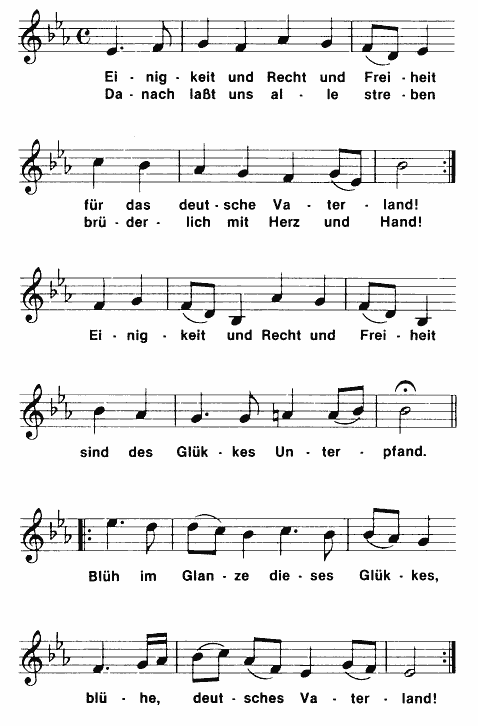 Ei - nig - keit und Recht und Frei - heit
Da - nach laßt uns al - le stre - ben
für das deut - sche Va - ter - land!
brü - der - lich mit Herz und Hand!
Ei - nig - keit und Recht und Frei - heit
sind des Glük - kes Un - ter - pfand.
Blüh im Glan - ze die - ses Glük - kes,
blü - he, deut - sches Va - ter - land!